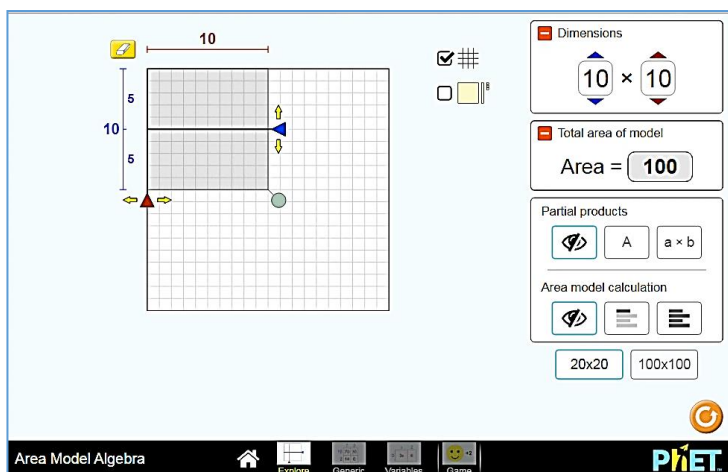 10
5
10
5
Dimensions
10 × 10
Total area of model
Area = 100
Partial products
A
a × b
Area model calculation
20x20
100x100
Area Model Algebra
Explore
Generic
Variables
Game
PhET